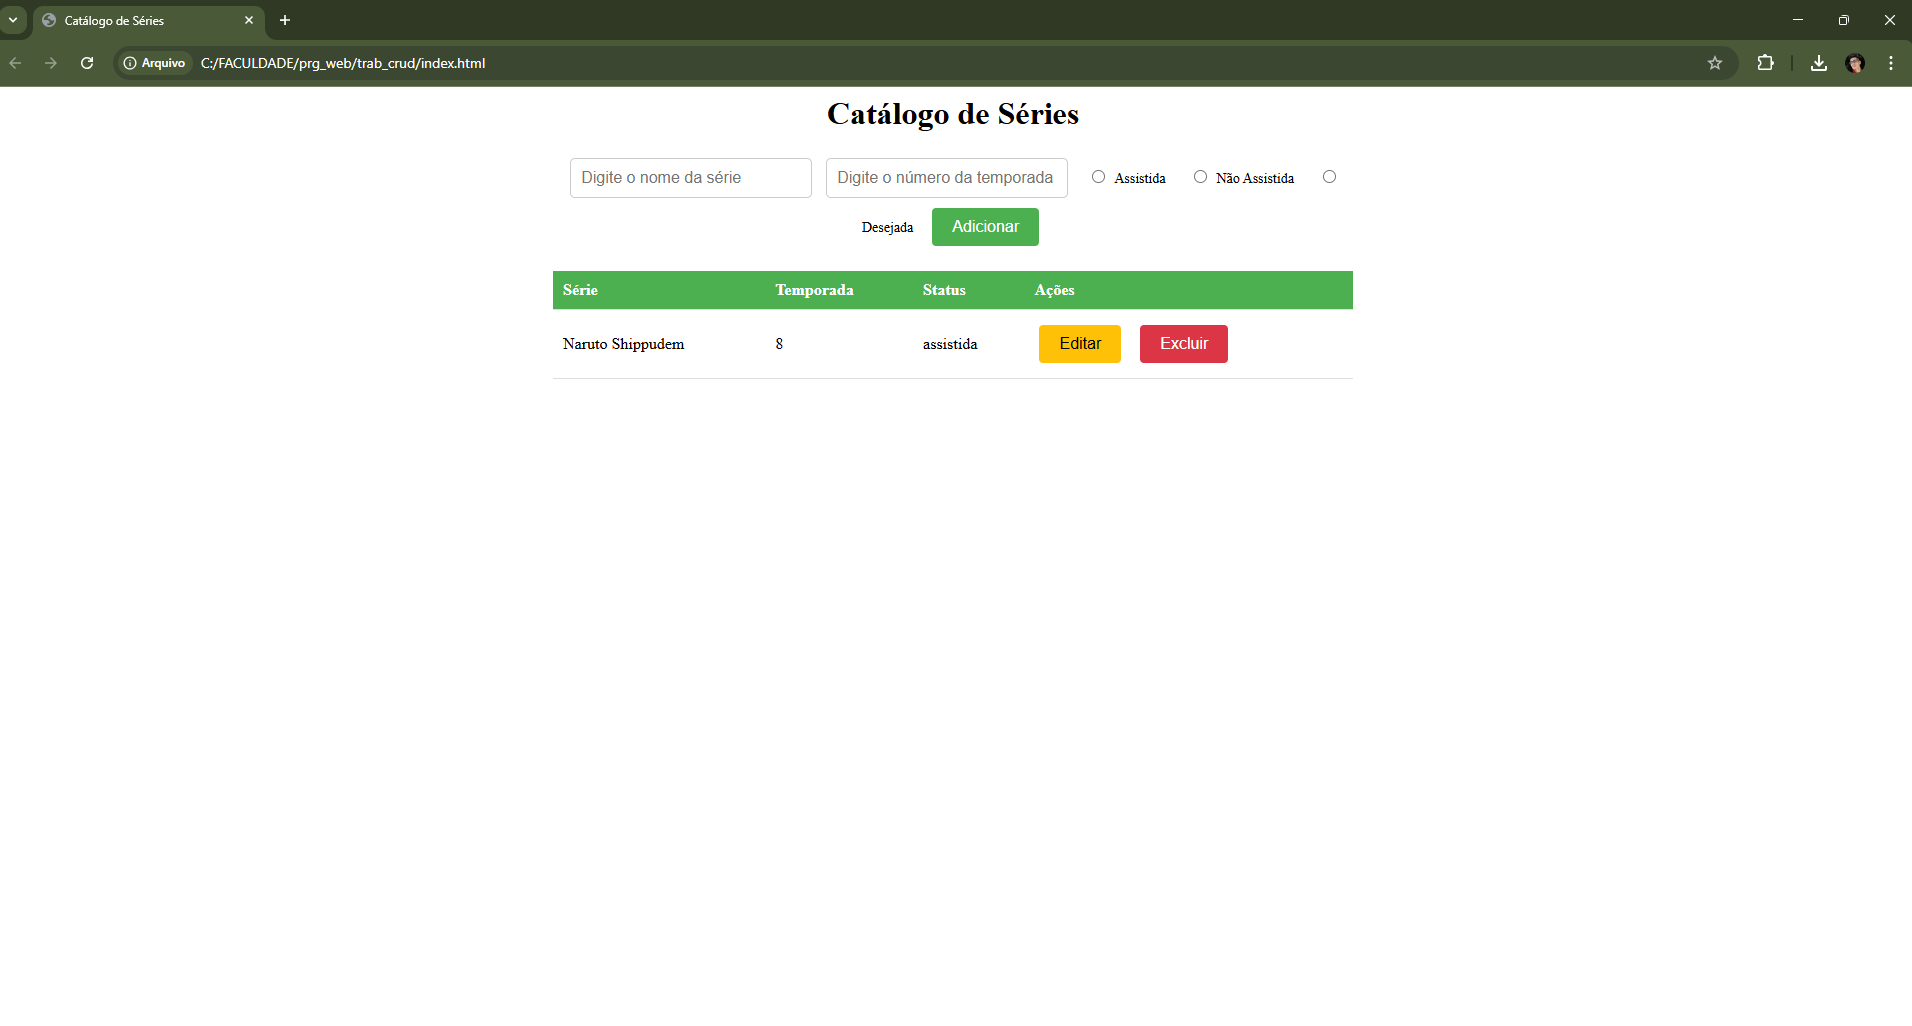 Catálogo de Séries
Arquivo C:/FACULDADE/prg_web/trab_crud/index.html
Catálogo de Séries
Digite o nome da série Digite o número da temporada Assistida Não Assistida
Desejada Adicionar
Série Temporada Status Ações
Naruto Shippudem 8 assistida Editar Excluir